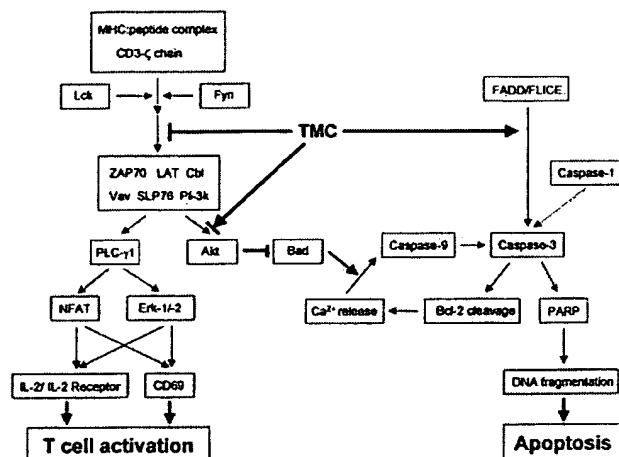 MHC:peptide complex
CD3-ζ chain
Lck
Fyn
FADD/FLICE
TMC
ZAP70 LAT Cbl
Vav SLP76 PI-3k
Caspase-1
PLC-γ1
Akt
Bad
Caspase-9
Caspase-3
NFAT
Erk-1/-2
Ca²⁺ release
Bcl-2 cleavage
PARP
IL-2/ IL-2 Receptor
CD69
DNA fragmentation
T cell activation
Apoptosis